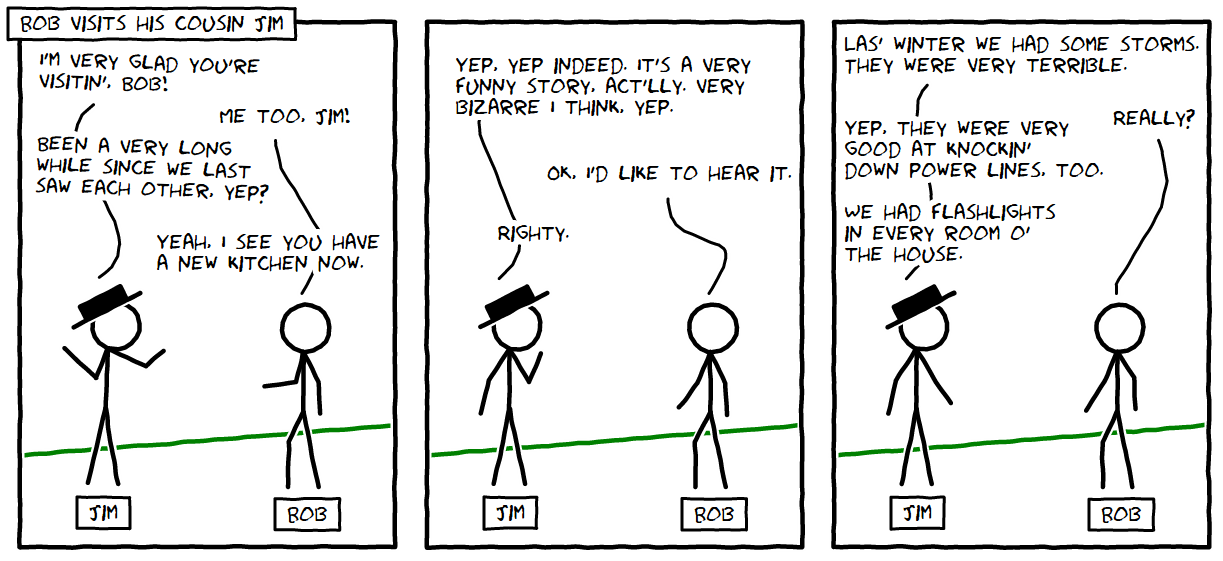 BOB VISITS HIS COUSIN JIM
I'M VERY GLAD YOU'RE
VISITIN', BOB!
ME TOO, JIM!
BEEN A VERY LONG
WHILE SINCE WE LAST
SAW EACH OTHER, YEP?
YEAH, I SEE YOU HAVE
A NEW KITCHEN NOW.
JIM
BOB
YEP, YEP INDEED. IT'S A VERY
FUNNY STORY, ACT'LLY. VERY
BIZARRE I THINK, YEP.
OK, I'D LIKE TO HEAR IT.
RIGHTY.
JIM
BOB
LAS' WINTER WE HAD SOME STORMS.
THEY WERE VERY TERRIBLE.
REALLY?
YEP, THEY WERE VERY
GOOD AT KNOCKIN'
DOWN POWER LINES, TOO.
WE HAD FLASHLIGHTS
IN EVERY ROOM O'
THE HOUSE.
JIM
BOB